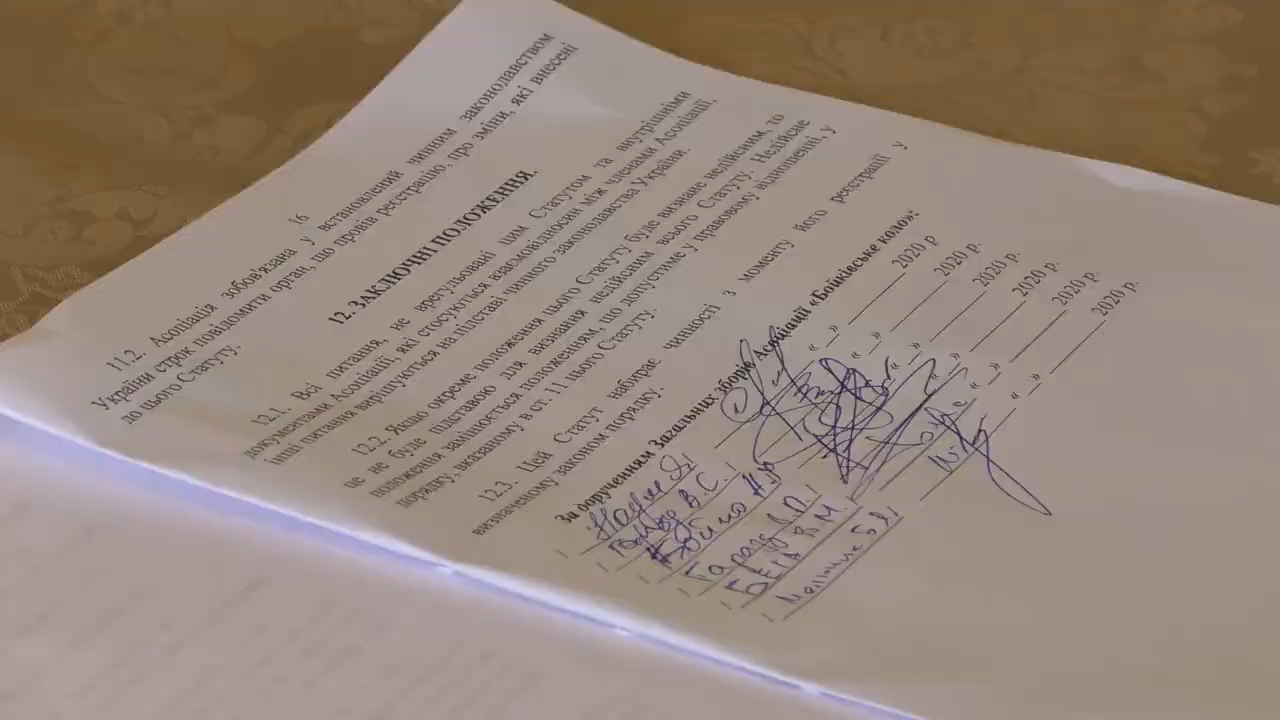 16
11.2. Асоціація зобов'язана у встановлений чинним законодавством
України строк повідомити орган, що провів реєстрацію, про зміни, які внесені
до цього Статуту.
12. ЗАКЛЮЧНІ ПОЛОЖЕННЯ.
12.1. Всі питання, не врегульовані цим Статутом та внутрішніми
документами Асоціації, які стосуються взаємовідносин між членами Асоціації,
інші питання вирішуються на підставі чинного законодавства України.
12.2. Якщо окреме положення цього Статуту буде визнане недійсним, то
це не буде підставою для визнання недійсним всього Статуту. Недійсне
положення замінюється положенням, що допустиме у правовому відношенні, у
порядку, вказаному в ст. 11 цього Статуту.
12.3. Цей Статут набирає чинності з моменту його реєстрації у
визначеному законом порядку.
За дорученням Загальних зборів Асоціації «Бойківське коло»:
« » 2020 р
В.С. « » 2020 р.
« » 2020 р.
« » 2020 р.
БЕГА В.М. « » 2020 р.
« » 2020 р.